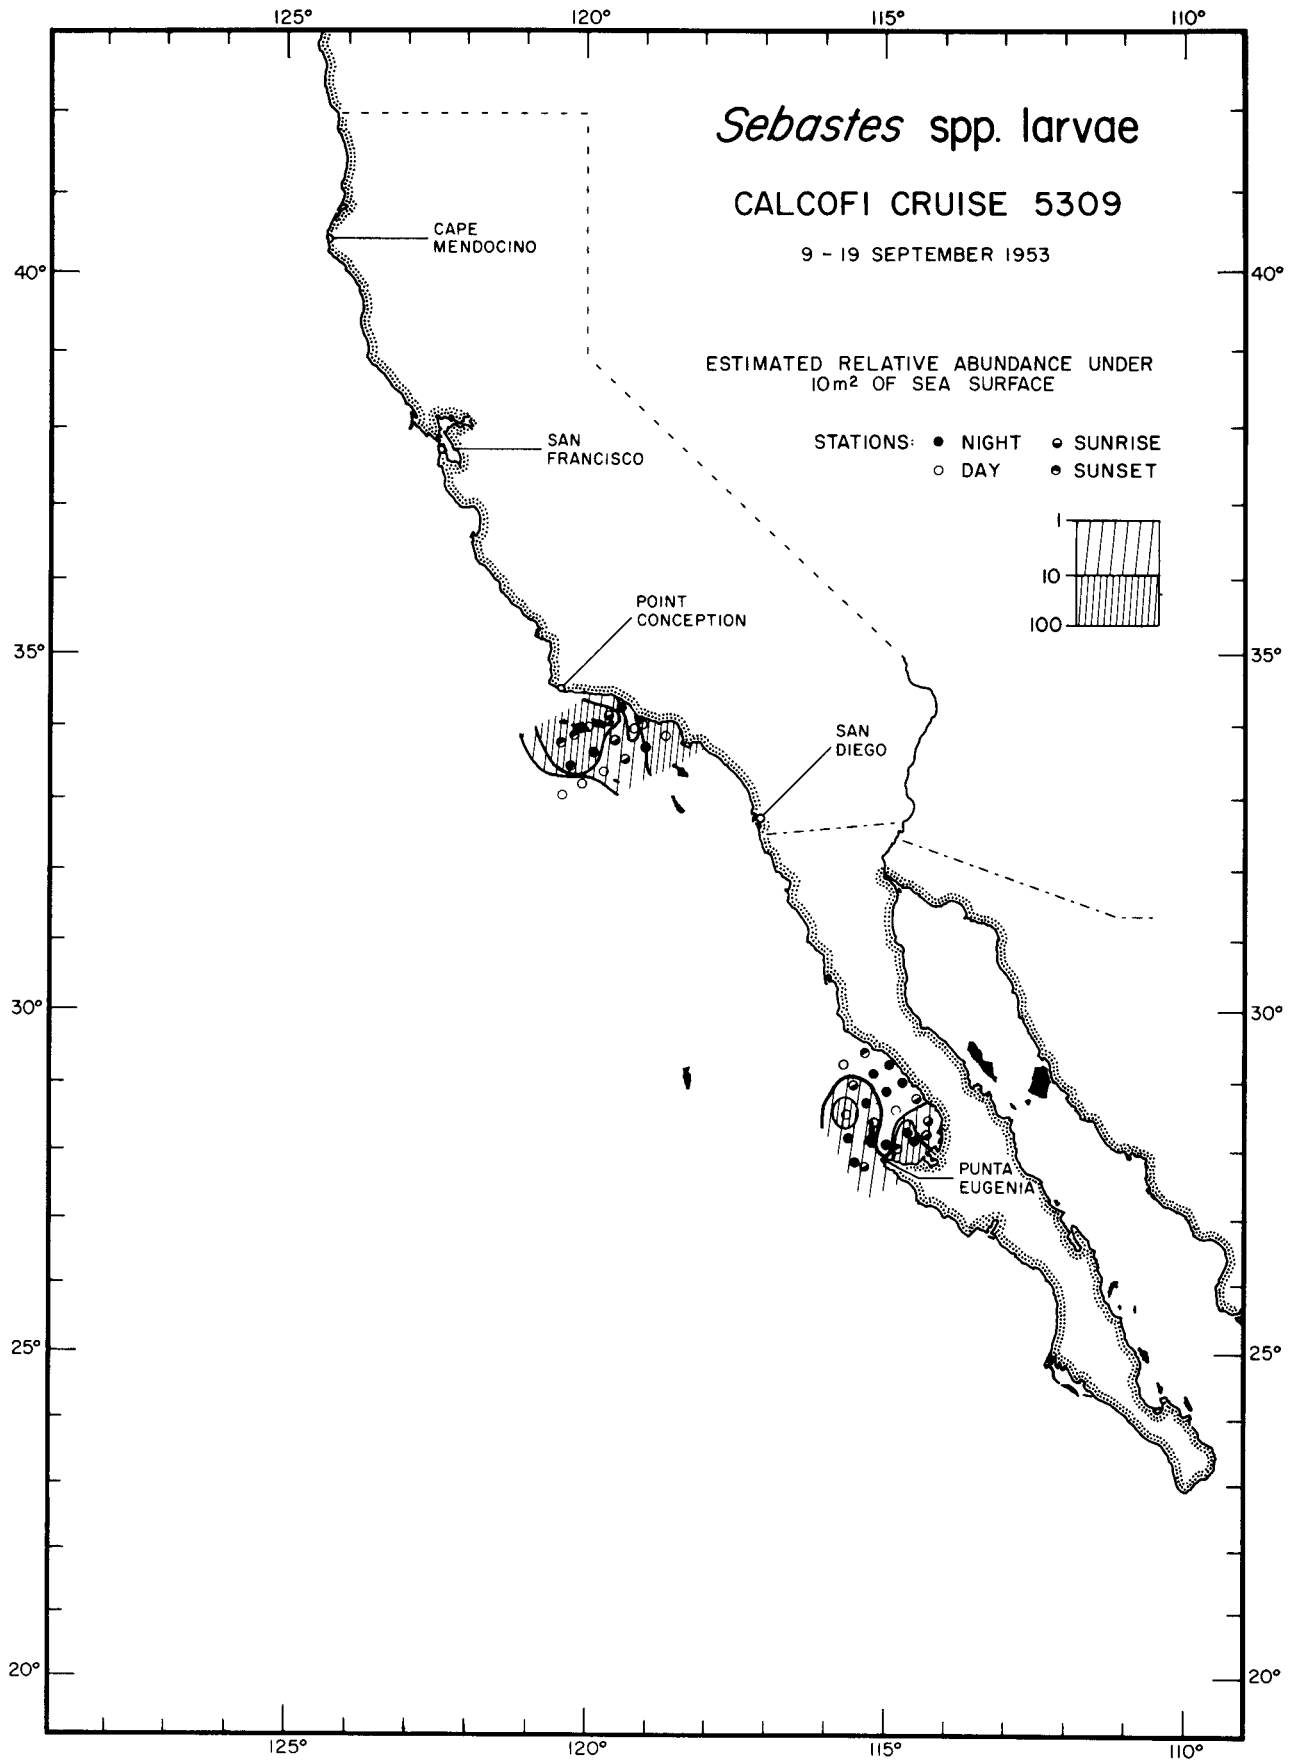 125°
120°
115°
110°
Sebastes spp. larvae
CALCOFI CRUISE 5309
9 – 19 SEPTEMBER 1953
CAPE
MENDOCINO
40°
40°
ESTIMATED RELATIVE ABUNDANCE UNDER
10m² OF SEA SURFACE
STATIONS: NIGHT SUNRISE
DAY SUNSET
SAN
FRANCISCO
1
10
100
POINT
CONCEPTION
35°
35°
SAN
DIEGO
30°
30°
PUNTA
EUGENIA
25°
25°
20°
20°
125°
120°
115°
110°